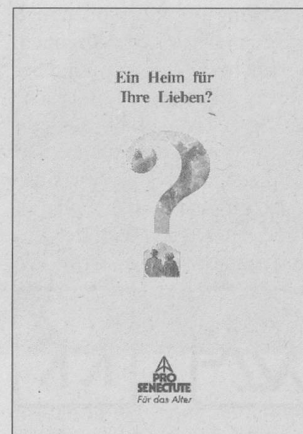 Ein Heim für
Ihre Lieben?
?
PRO
SENECTUTE
Für das Alter